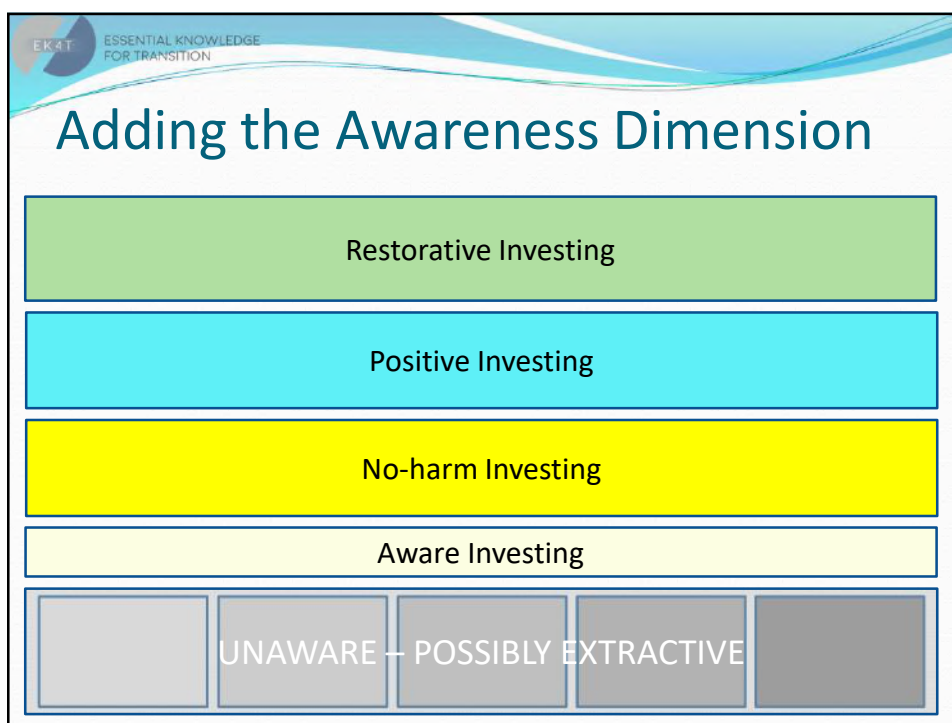 EK4T
ESSENTIAL KNOWLEDGE
FOR TRANSITION
Adding the Awareness Dimension
Restorative Investing
Positive Investing
No-harm Investing
Aware Investing
UNAWARE – POSSIBLY EXTRACTIVE